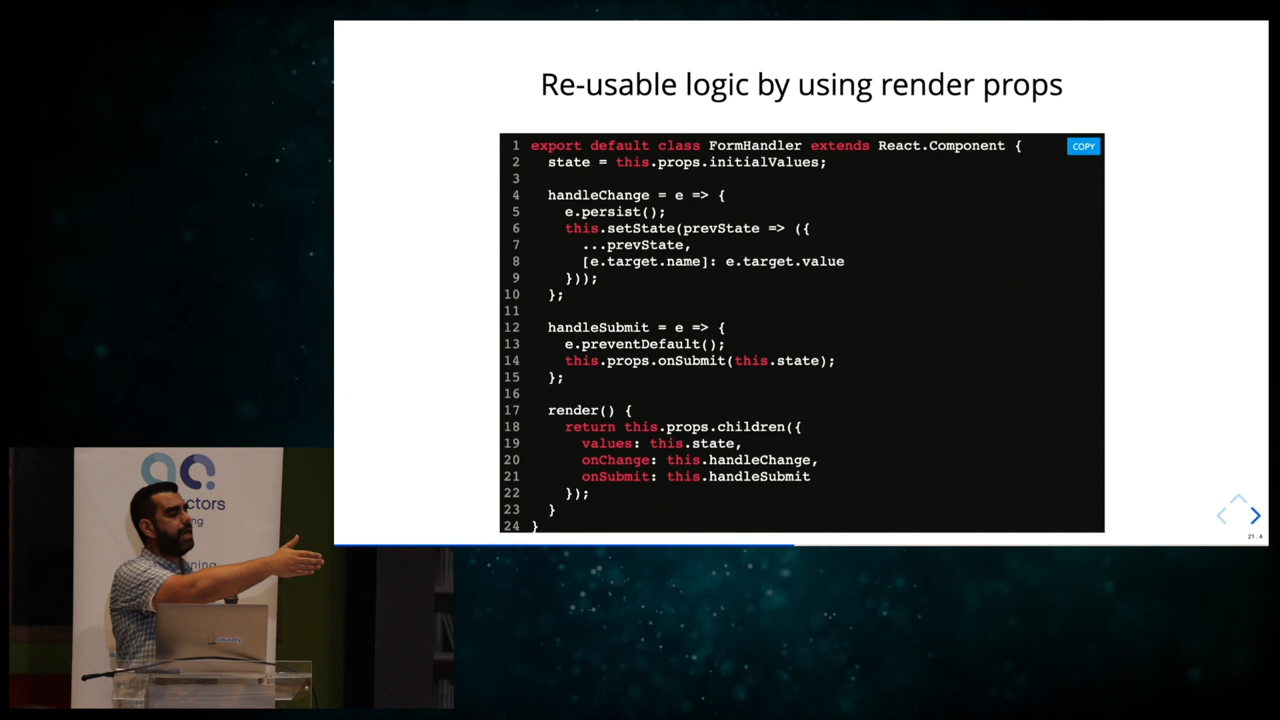 Re-usable logic by using render props
COPY
1 export default class FormHandler extends React.Component {
2 state = this.props.initialValues;
3
4 handleChange = e => {
5 e.persist();
6 this.setState(prevState => ({
7 ...prevState,
8 [e.target.name]: e.target.value
9 }));
10 };
11
12 handleSubmit = e => {
13 e.preventDefault();
14 this.props.onSubmit(this.state);
15 };
16
17 render() {
18 return this.props.children({
19 values: this.state,
20 onChange: this.handleChange,
21 onSubmit: this.handleSubmit
22 });
23 }
24 }
21.4